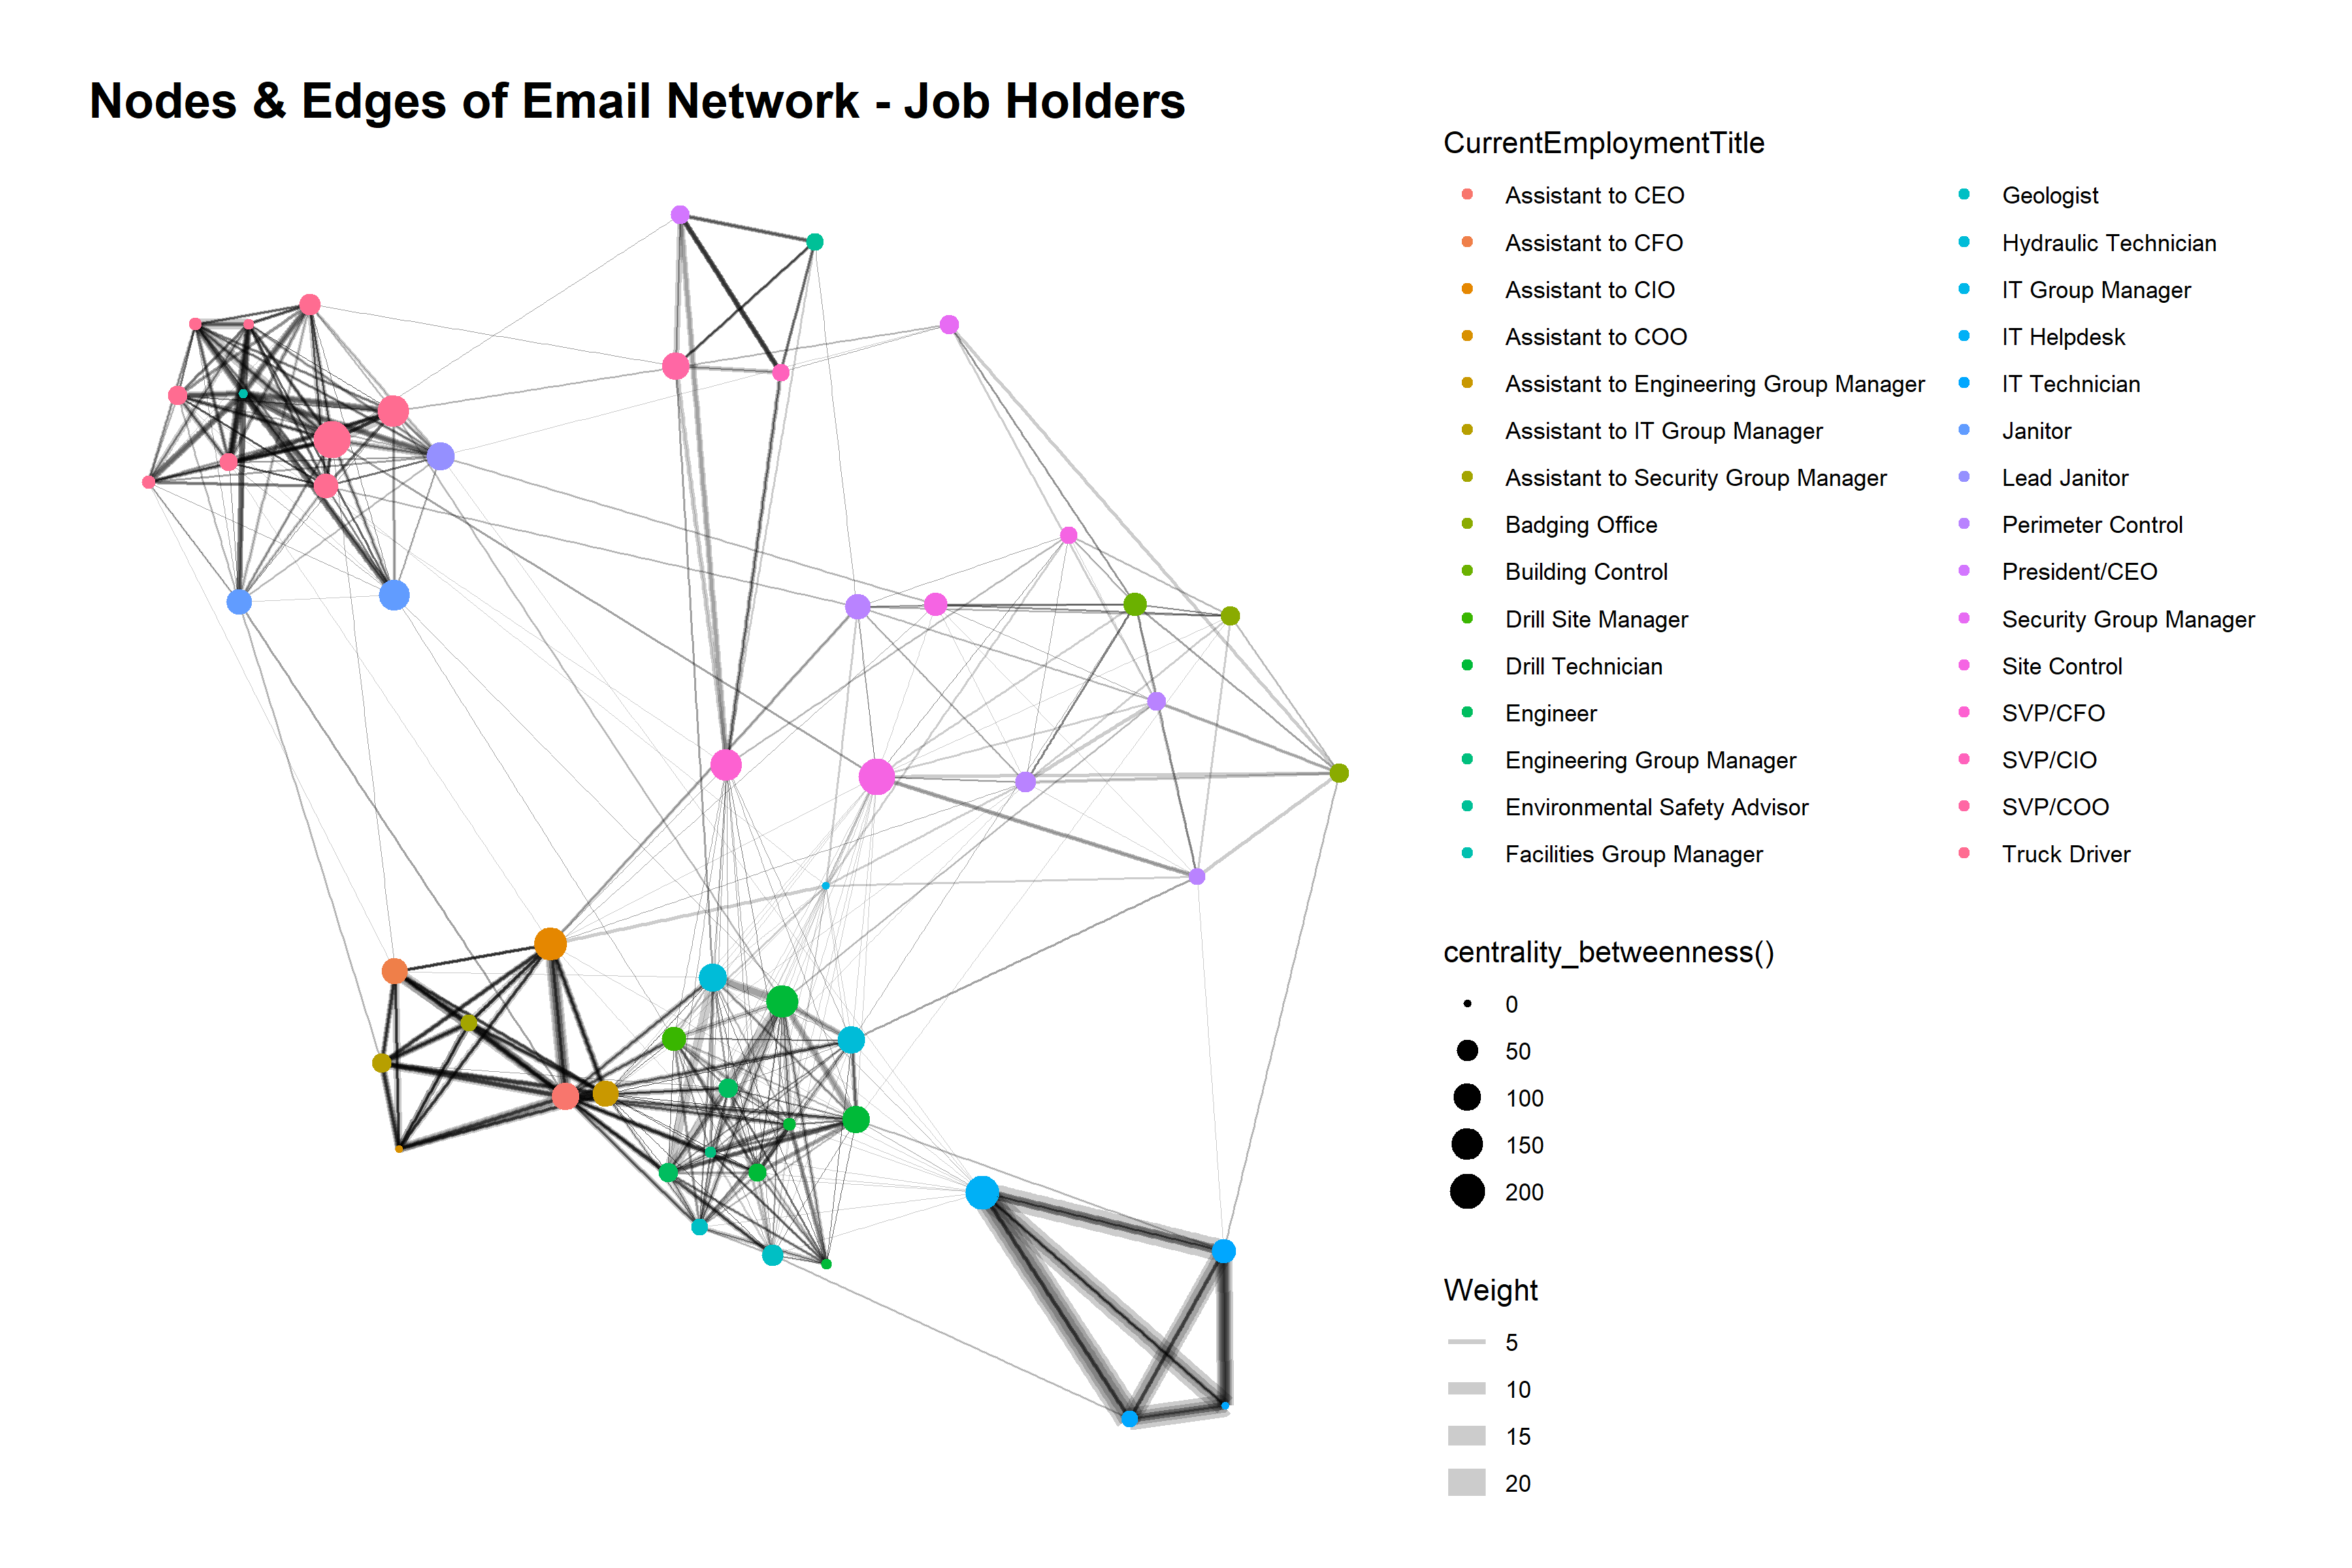 Nodes & Edges of Email Network - Job Holders
CurrentEmploymentTitle
Assistant to CEO
Assistant to CFO
Assistant to CIO
Assistant to COO
Assistant to Engineering Group Manager
Assistant to IT Group Manager
Assistant to Security Group Manager
Badging Office
Building Control
Drill Site Manager
Drill Technician
Engineer
Engineering Group Manager
Environmental Safety Advisor
Facilities Group Manager
Geologist
Hydraulic Technician
IT Group Manager
IT Helpdesk
IT Technician
Janitor
Lead Janitor
Perimeter Control
President/CEO
Security Group Manager
Site Control
SVP/CFO
SVP/CIO
SVP/COO
Truck Driver
centrality_betweenness()
0
50
100
150
200
Weight
5
10
15
20